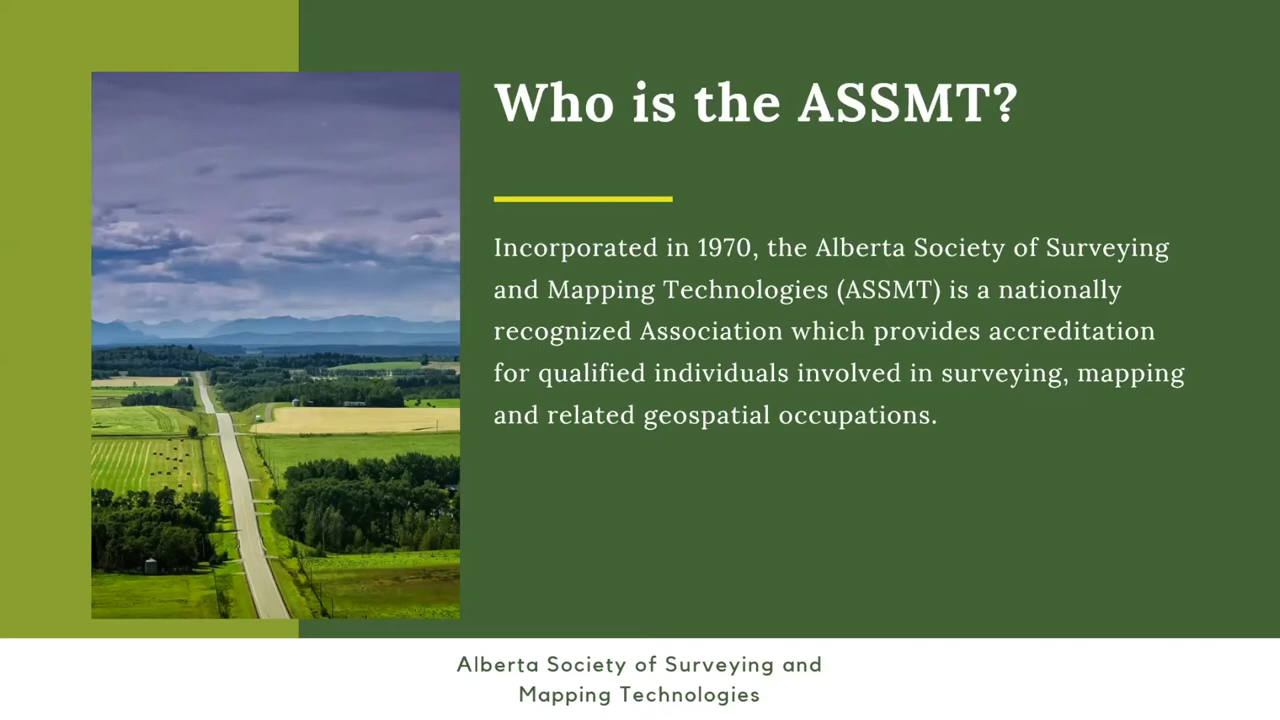 Who is the ASSMT?
Incorporated in 1970, the Alberta Society of Surveying
and Mapping Technologies (ASSMT) is a nationally
recognized Association which provides accreditation
for qualified individuals involved in surveying, mapping
and related geospatial occupations.
Alberta Society of Surveying and
Mapping Technologies